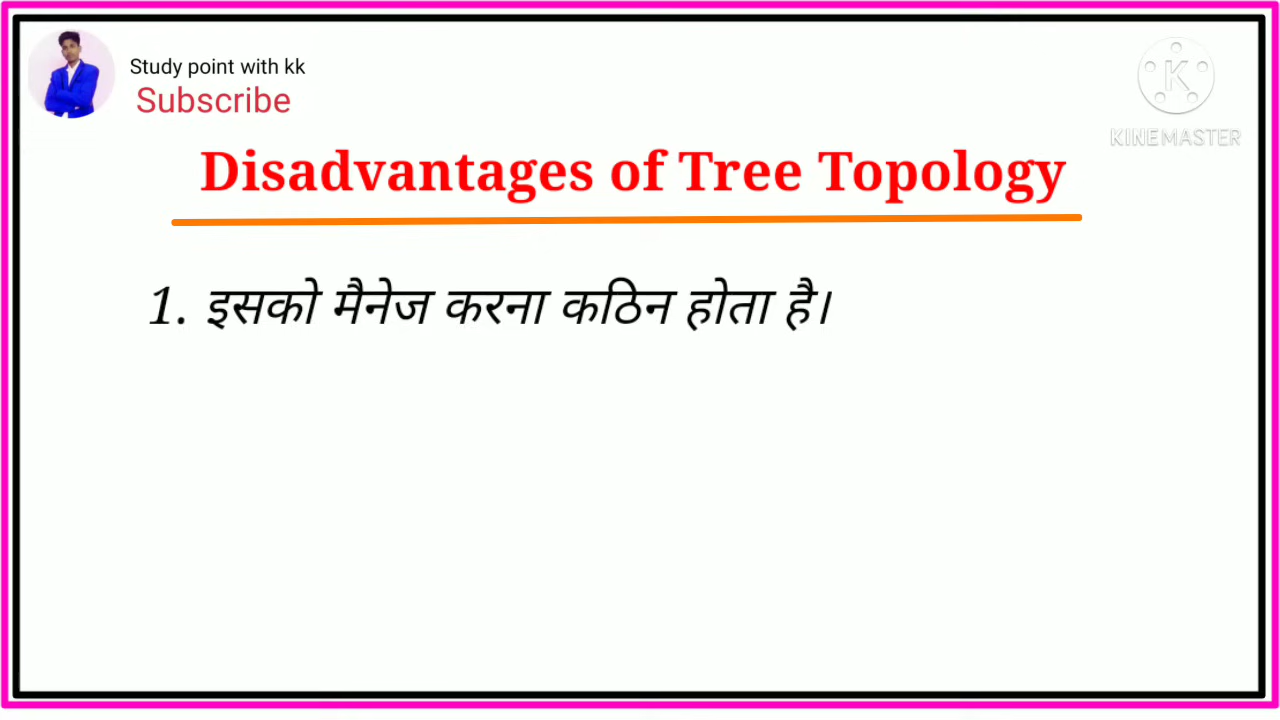 Study point with kk
Subscribe
KINEMASTER
Disadvantages of Tree Topology
1. इसको मैनेज करना कठिन होता है।